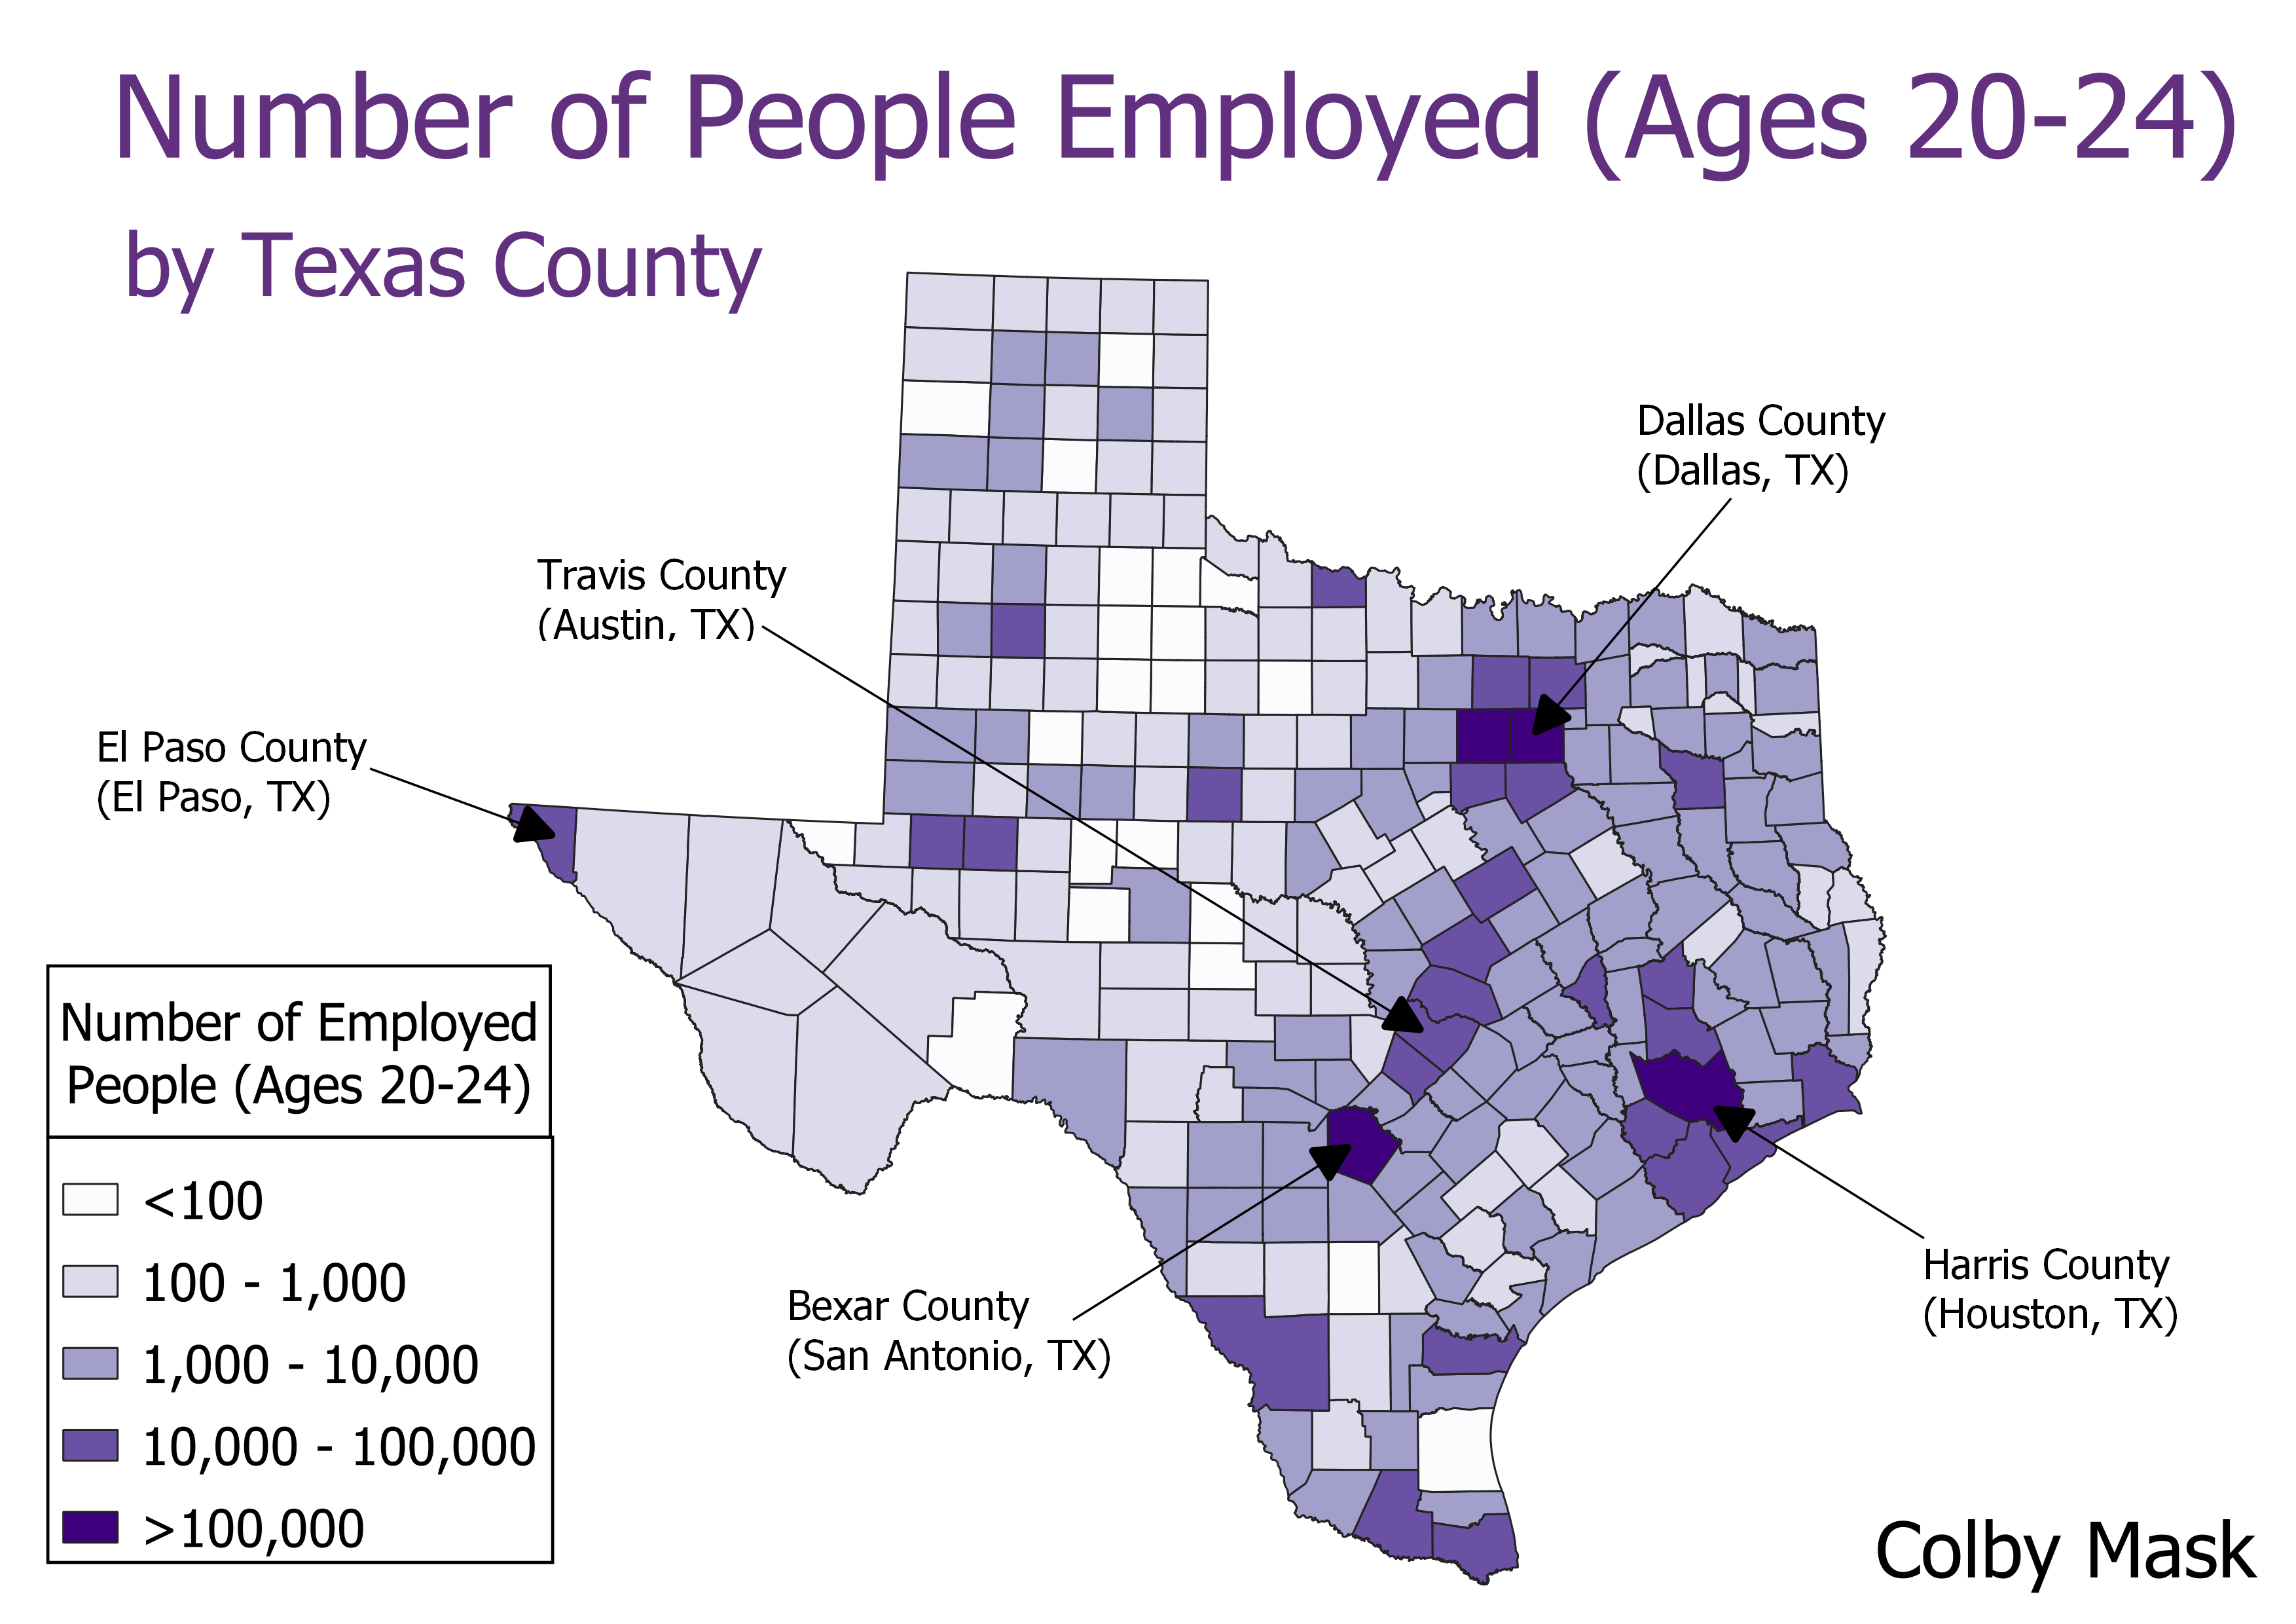 Number of People Employed (Ages 20-24)
by Texas County
Dallas County
(Dallas, TX)
Travis County
(Austin, TX)
El Paso County
(El Paso, TX)
Number of Employed
People (Ages 20-24)
<100
100 - 1,000
1,000 - 10,000
10,000 - 100,000
>100,000
Bexar County
(San Antonio, TX)
Harris County
(Houston, TX)
Colby Mask